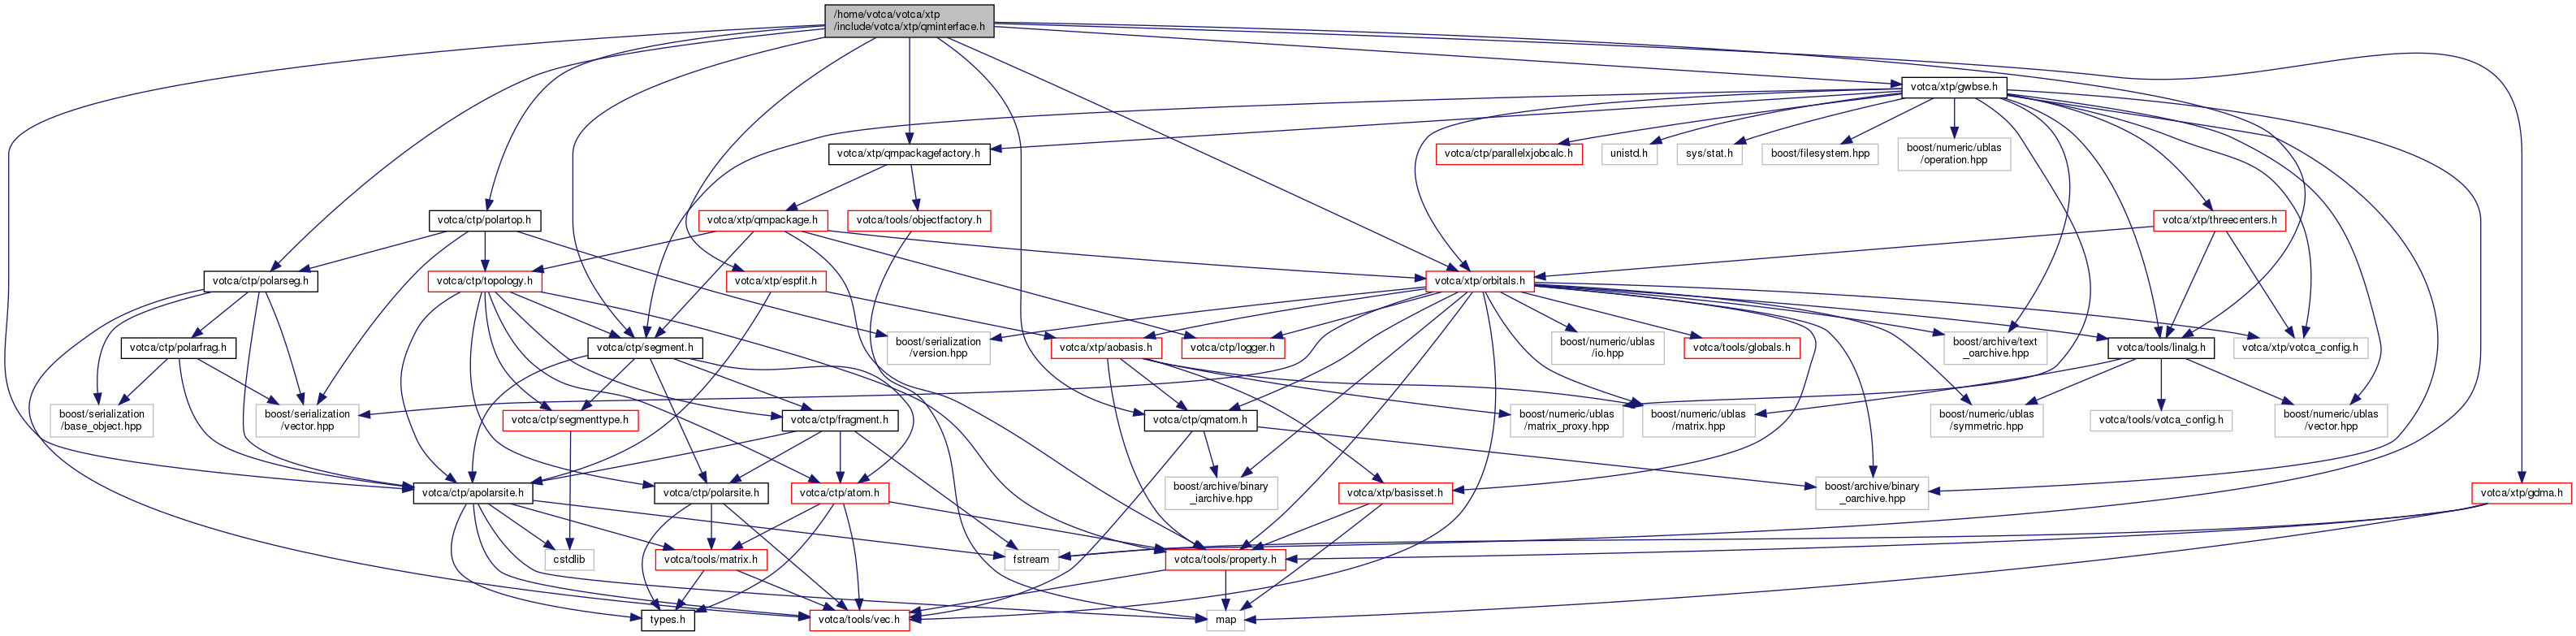 /home/votca/votca/xtp
/include/votca/xtp/qminterface.h
votca/xtp/gwbse.h
votca/xtp/qmpackagefactory.h
votca/ctp/parallelxjobcalc.h
unistd.h
sys/stat.h
boost/filesystem.hpp
boost/numeric/ublas
/operation.hpp
votca/ctp/polartop.h
votca/xtp/qmpackage.h
votca/tools/objectfactory.h
votca/xtp/threecenters.h
votca/ctp/polarseg.h
votca/ctp/topology.h
votca/xtp/espfit.h
votca/xtp/orbitals.h
votca/ctp/polarfrag.h
votca/ctp/segment.h
boost/serialization
/version.hpp
votca/xtp/aobasis.h
votca/ctp/logger.h
boost/numeric/ublas
/io.hpp
votca/tools/globals.h
boost/archive/text
_oarchive.hpp
votca/tools/linalg.h
votca/xtp/votca_config.h
boost/serialization
/base_object.hpp
boost/serialization
/vector.hpp
votca/ctp/segmenttype.h
votca/ctp/fragment.h
votca/ctp/qmatom.h
boost/numeric/ublas
/matrix_proxy.hpp
boost/numeric/ublas
/matrix.hpp
boost/numeric/ublas
/symmetric.hpp
votca/tools/votca_config.h
boost/numeric/ublas
/vector.hpp
votca/ctp/apolarsite.h
votca/ctp/polarsite.h
votca/ctp/atom.h
boost/archive/binary
_iarchive.hpp
votca/xtp/basisset.h
boost/archive/binary
_oarchive.hpp
votca/xtp/gdma.h
cstdlib
votca/tools/matrix.h
fstream
votca/tools/property.h
types.h
votca/tools/vec.h
map